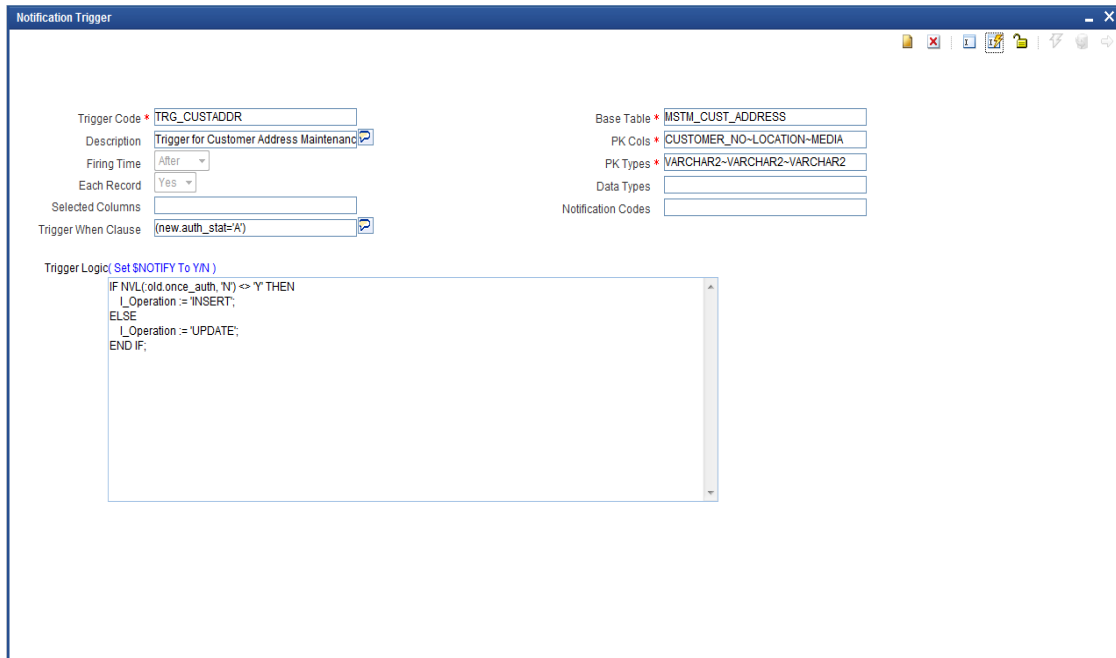 Notification Trigger
Trigger Code * TRG_CUSTADDR
Description Trigger for Customer Address Maintenanc
Firing Time After
Each Record Yes
Selected Columns
Trigger When Clause (new.auth_stat='A')
Base Table * MSTM_CUST_ADDRESS
PK Cols * CUSTOMER_NO~LOCATION~MEDIA
PK Types * VARCHAR2~VARCHAR2~VARCHAR2
Data Types
Notification Codes
Trigger Logic( Set $NOTIFY To Y/N )
IF NVL(:old.once_auth, 'N') <> 'Y' THEN
l_Operation := 'INSERT';
ELSE
l_Operation := 'UPDATE';
END IF;